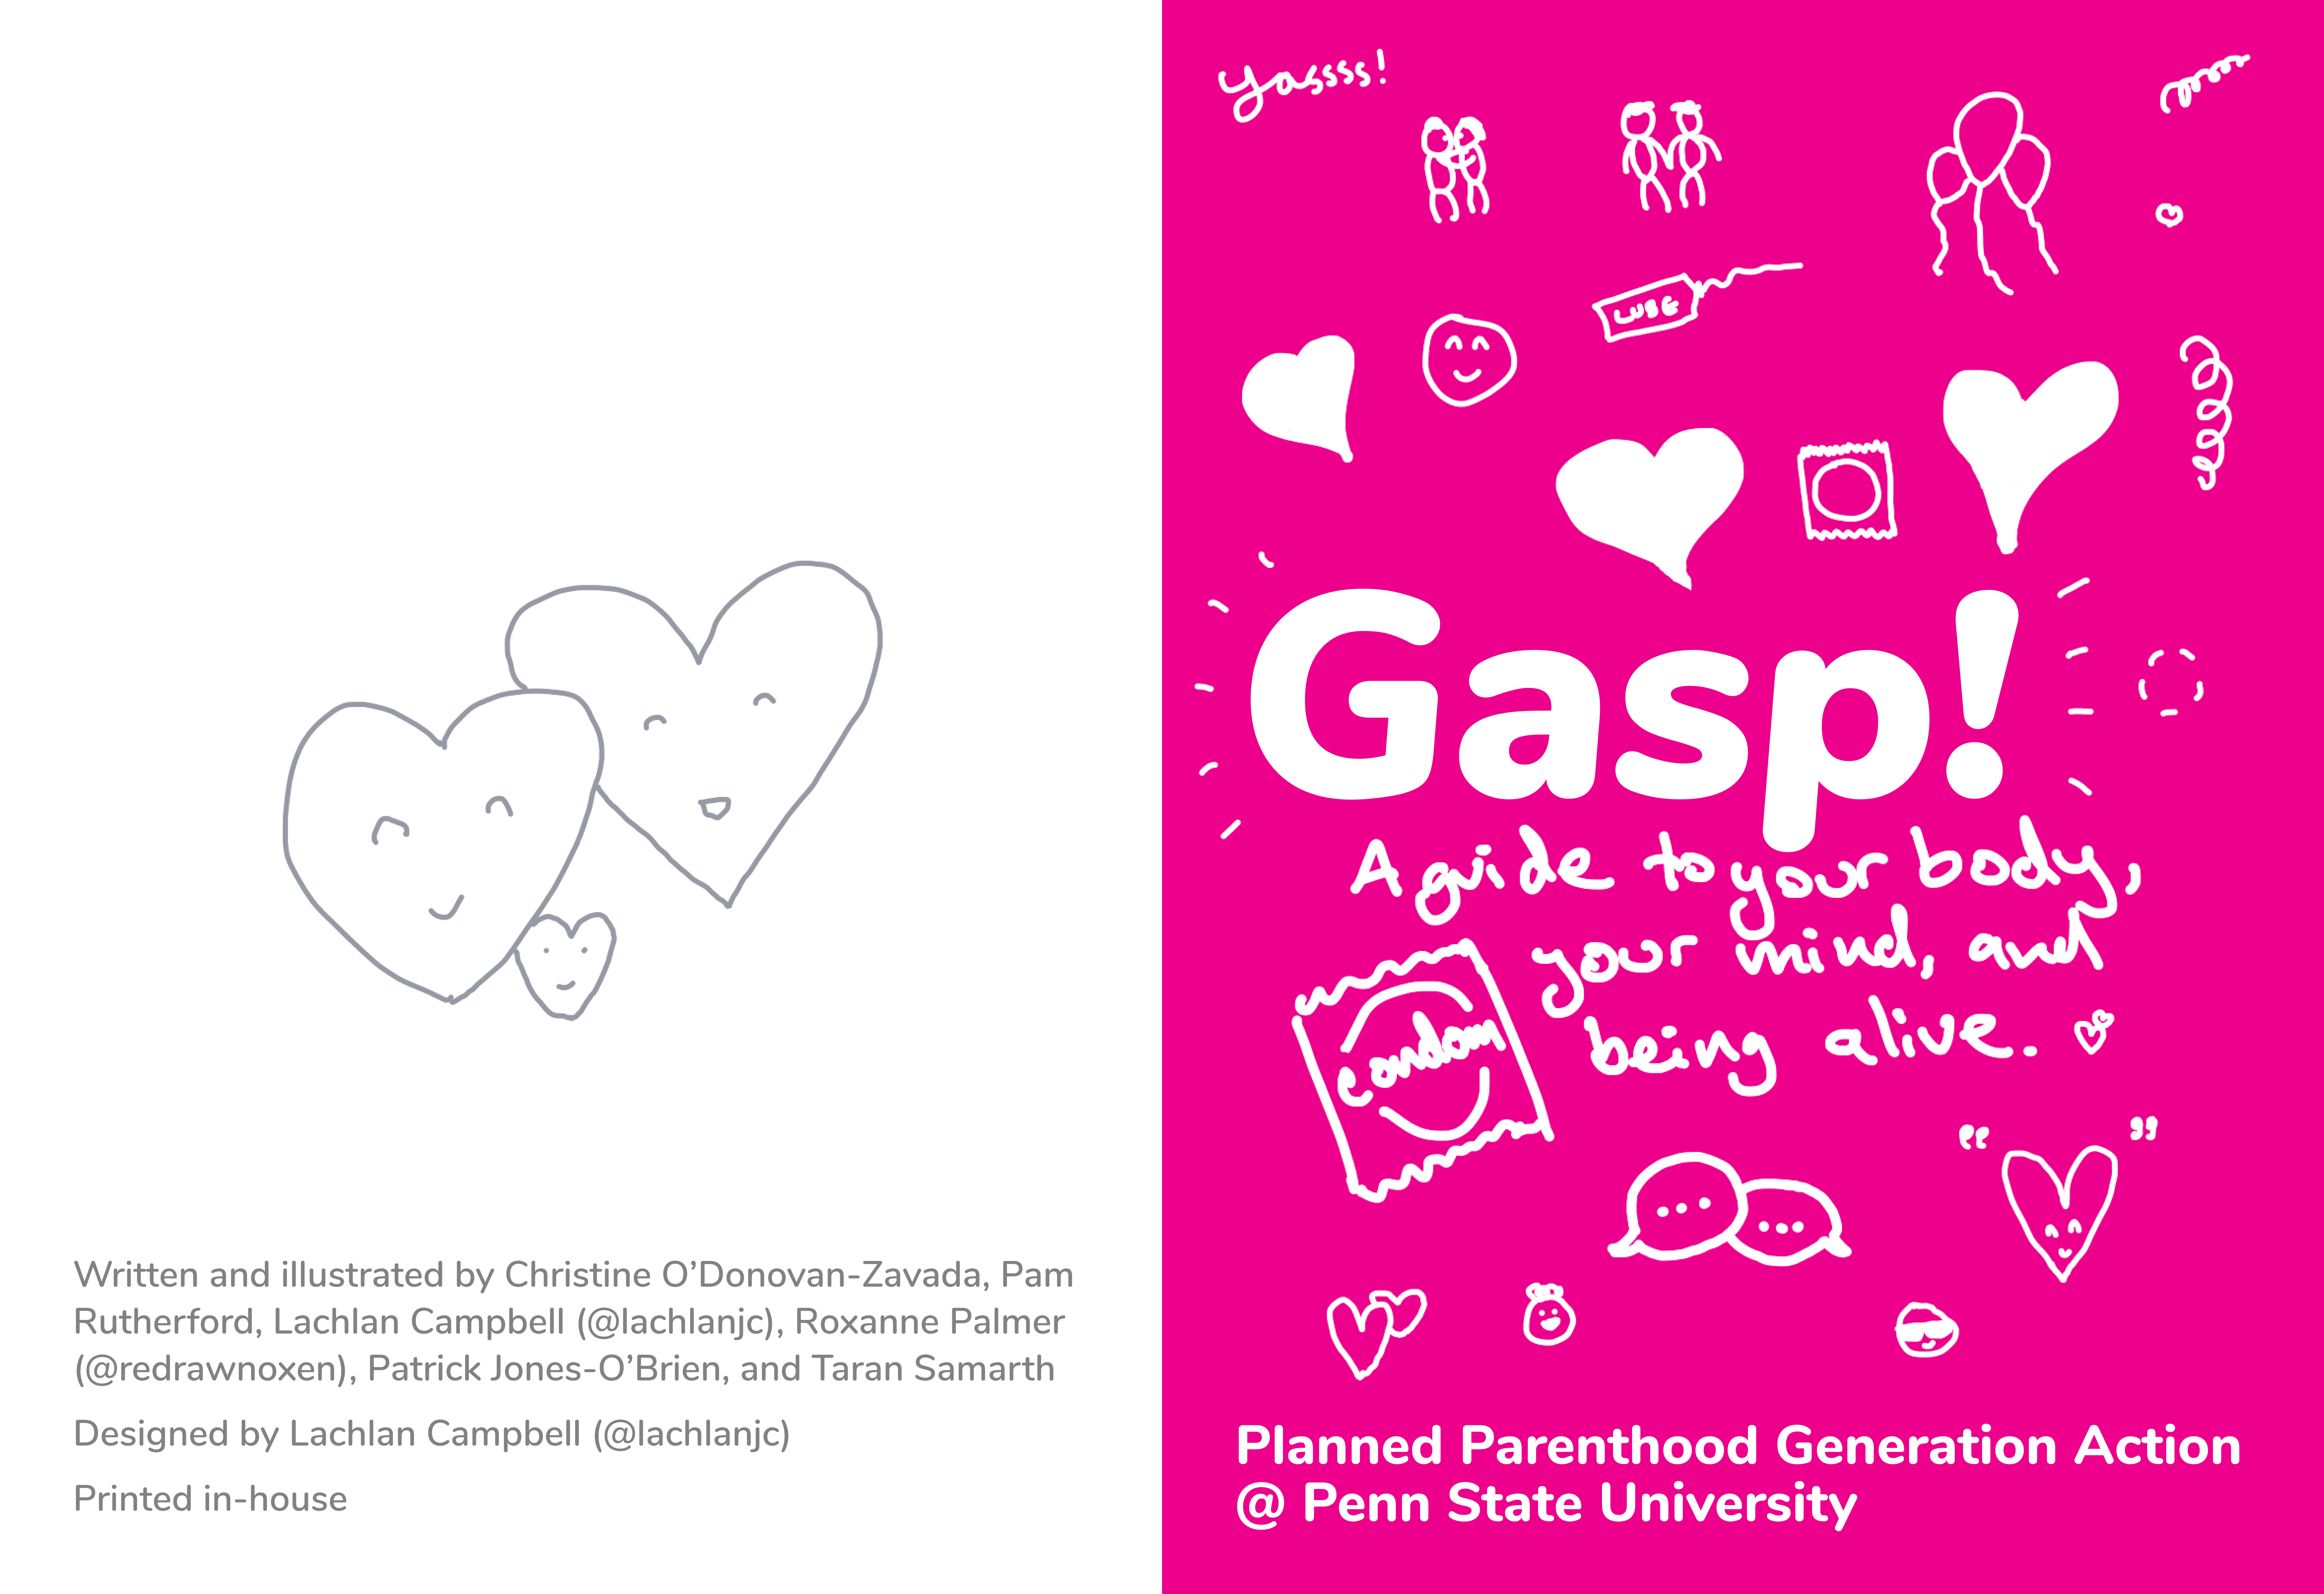 Written and illustrated by Christine O’Donovan-Zavada, Pam
Rutherford, Lachlan Campbell (@lachlanjc), Roxanne Palmer
(@redrawnoxen), Patrick Jones-O’Brien, and Taran Samarth
Designed by Lachlan Campbell (@lachlanjc)
Printed in-house
yassss!
LUBE
Gasp!
A guide to your body,
your mind, and
being alive.
condom
Planned Parenthood Generation Action
@ Penn State University